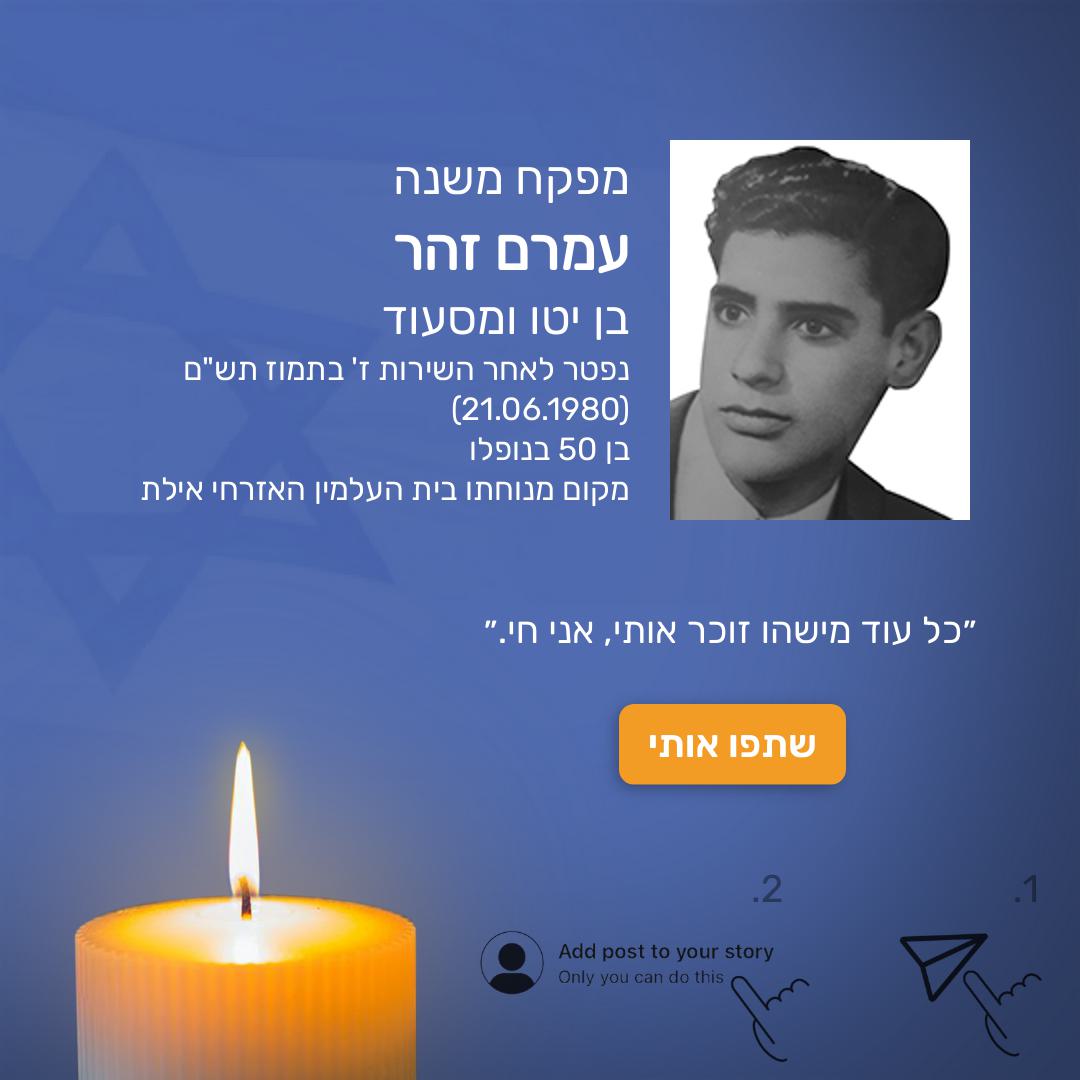 מפקח משנה
עמרם זהר
בן יטו ומסעוד
נפטר לאחר השירות ז' בתמוז תש"ם
(21.06.1980)
בן 50 בנופלו
מקום מנוחתו בית העלמין האזרחי אילת
״כל עוד מישהו זוכר אותי, אני חי.״
שתפו אותי
1.
2.
Add post to your story
Only you can do this